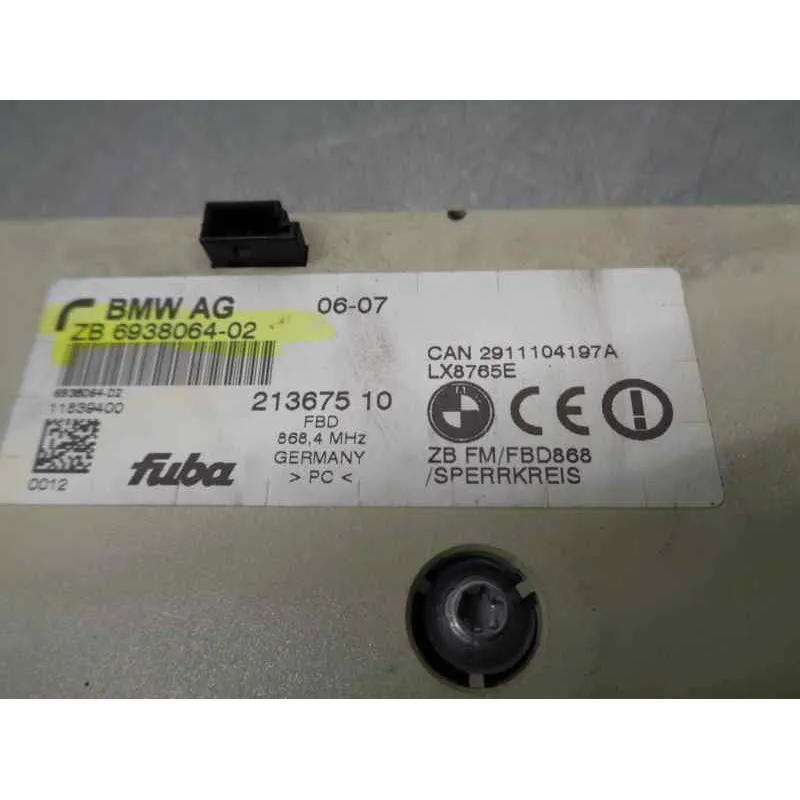 BMW AG 06-07
ZB 6938064-02
CAN 2911104197A
LX8765E
6938064-02
11839400
213675 10
FBD
868,4 MHz
GERMANY
> PC <
fuba
0012
CE
ZB FM/FBD868
/SPERRKREIS